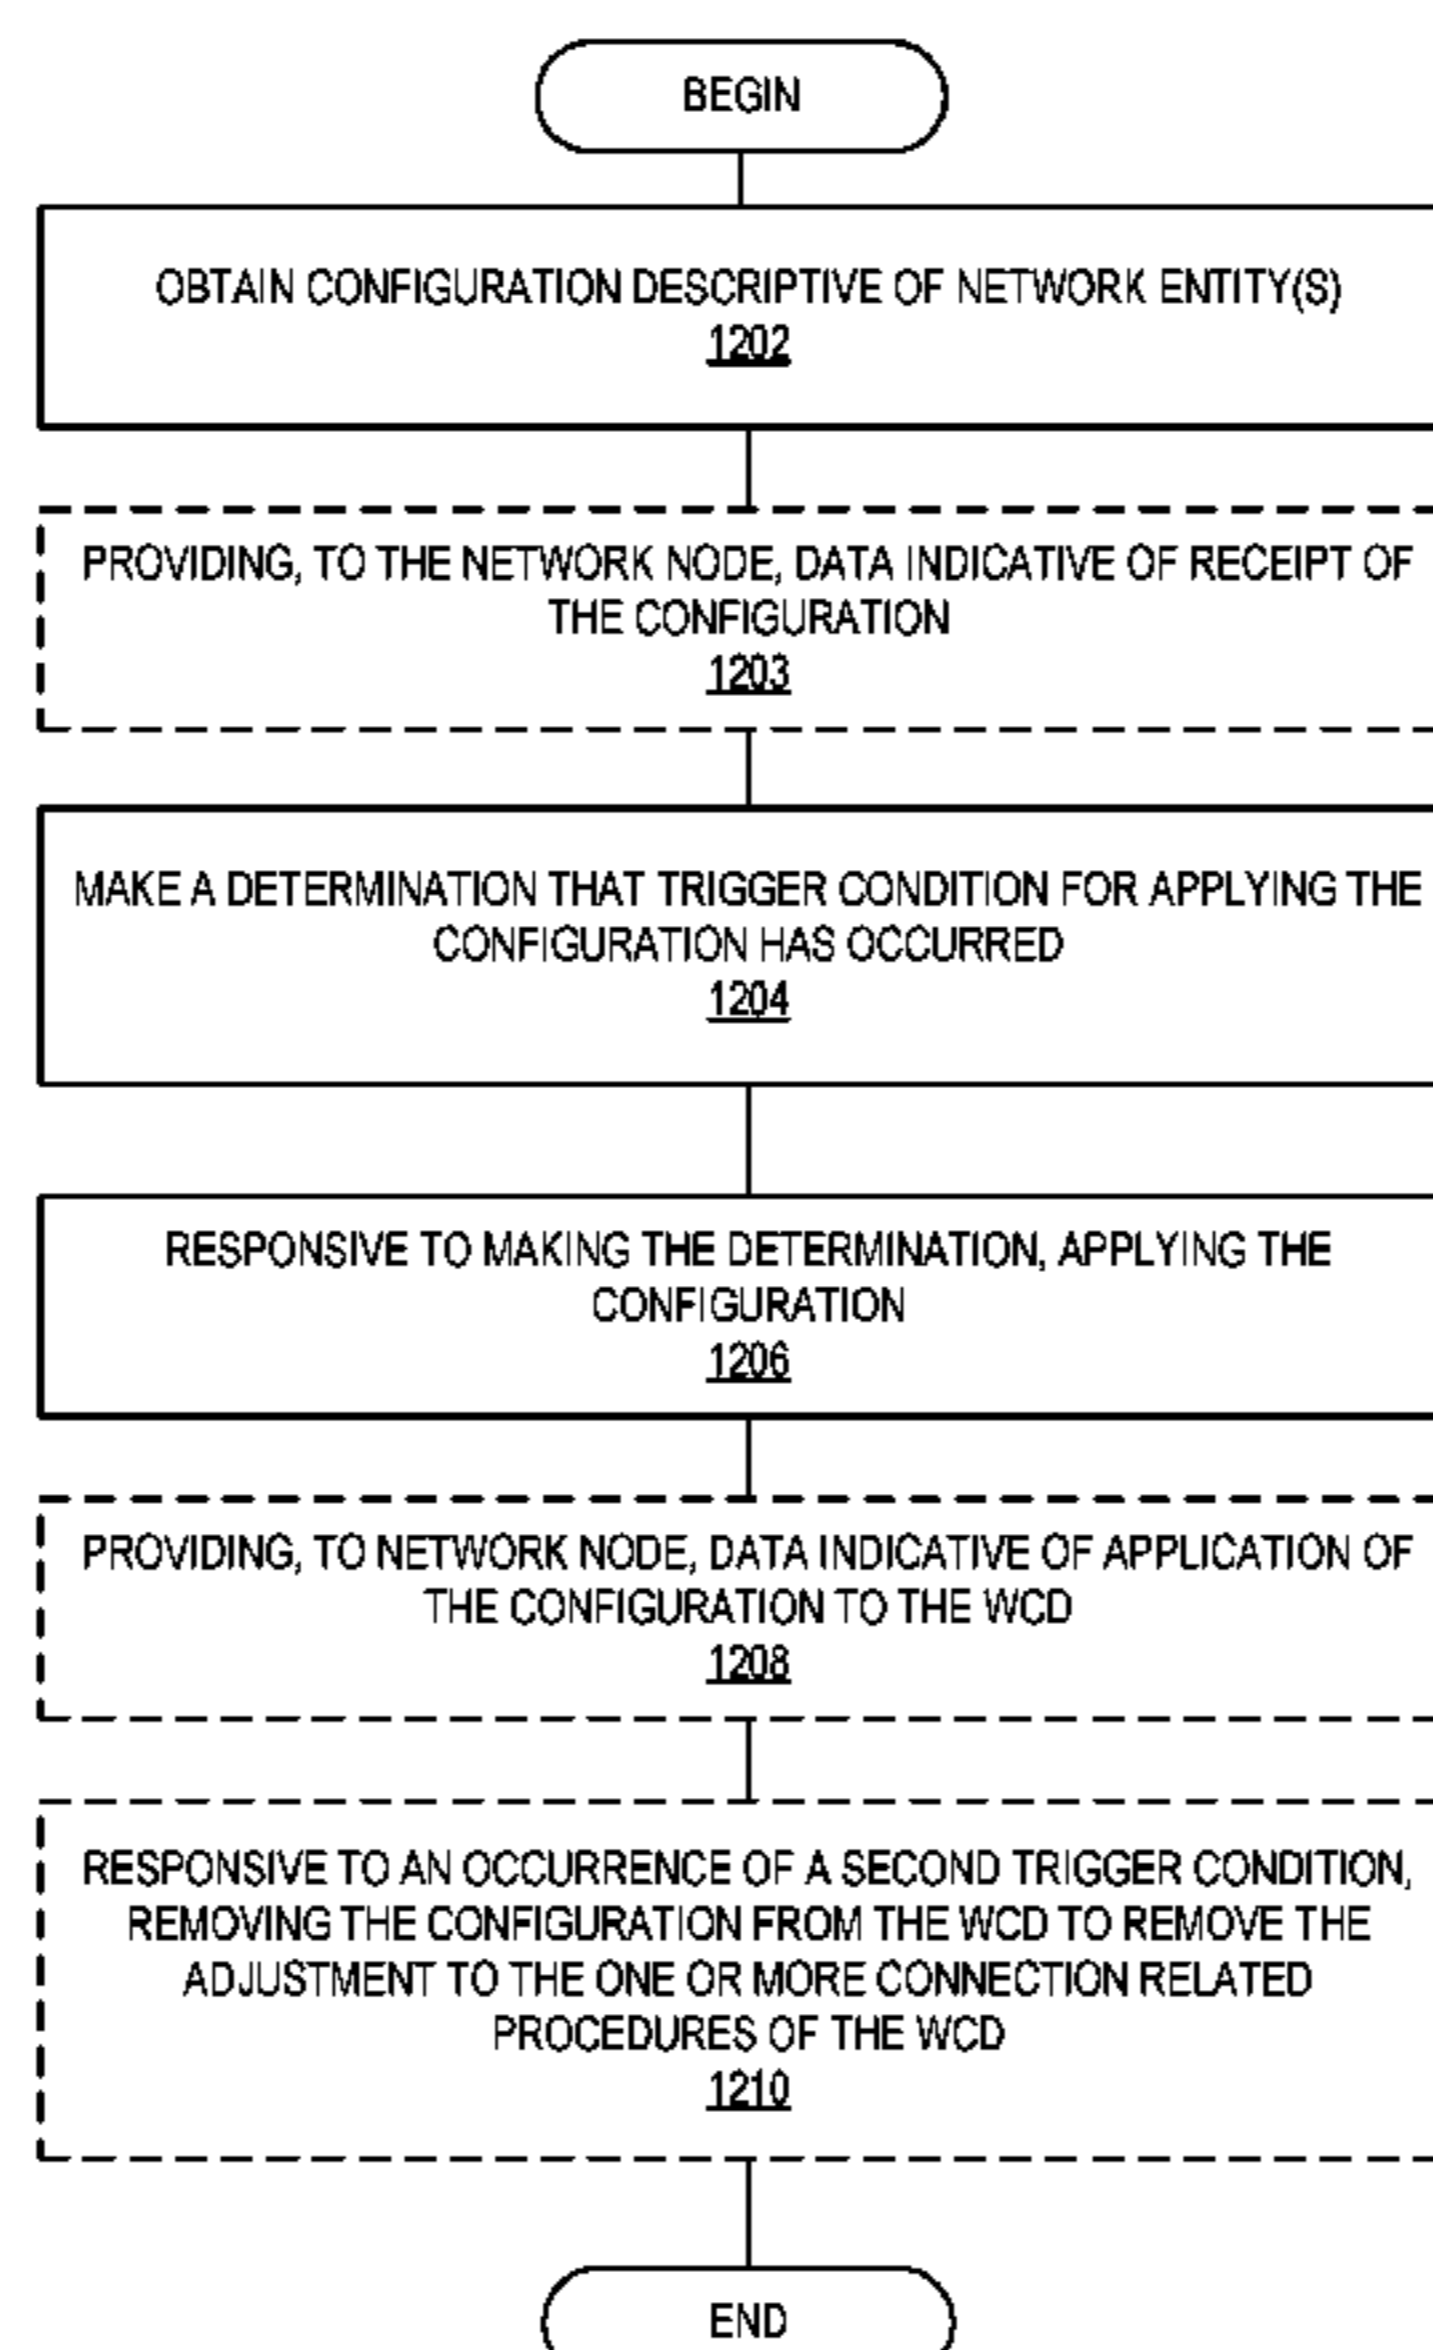 BEGIN
OBTAIN CONFIGURATION DESCRIPTIVE OF NETWORK ENTITY(S)
1202
PROVIDING, TO THE NETWORK NODE, DATA INDICATIVE OF RECEIPT OF
THE CONFIGURATION
1203
MAKE A DETERMINATION THAT TRIGGER CONDITION FOR APPLYING THE
CONFIGURATION HAS OCCURRED
1204
RESPONSIVE TO MAKING THE DETERMINATION, APPLYING THE
CONFIGURATION
1206
PROVIDING, TO NETWORK NODE, DATA INDICATIVE OF APPLICATION OF
THE CONFIGURATION TO THE WCD
1208
RESPONSIVE TO AN OCCURRENCE OF A SECOND TRIGGER CONDITION,
REMOVING THE CONFIGURATION FROM THE WCD TO REMOVE THE
ADJUSTMENT TO THE ONE OR MORE CONNECTION RELATED
PROCEDURES OF THE WCD
1210
END